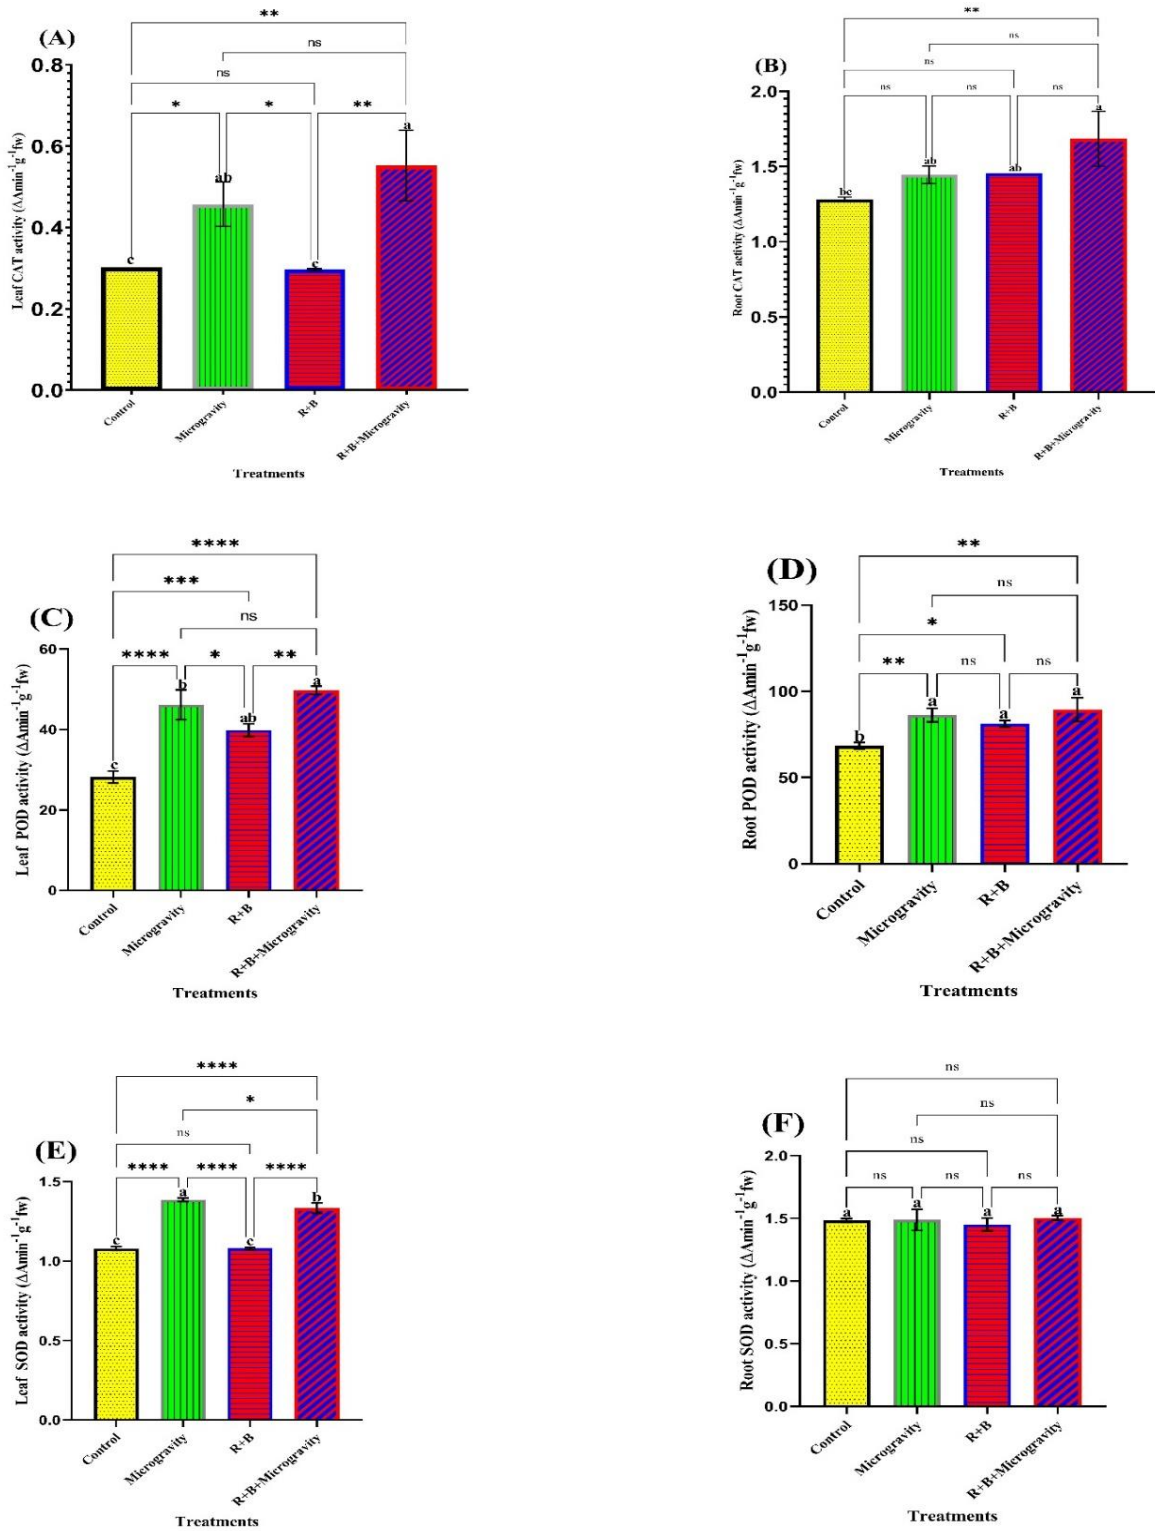 (A)
**
ns
ns
* * **
0.8
0.6
0.4
0.2
0.0
c ab c a
Leaf CAT activity (ΔAmin⁻¹g⁻¹fw)
Control Microgravity R+B R+B+Microgravity
Treatments
(B)
**
ns
ns
ns ns ns
2.0
1.5
1.0
0.5
0.0
bc ab ab a
Root CAT activity (ΔAmin⁻¹g⁻¹fw)
Control Microgravity R+B R+B+Microgravity
Treatments
(C)
****
***
ns
**** * **
60
40
20
0
c b ab a
Leaf POD activity (ΔAmin⁻¹g⁻¹fw)
Control Microgravity R+B R+B+Microgravity
Treatments
(D)
**
ns
*
** ns ns
150
100
50
0
b a a a
Root POD activity (ΔAmin⁻¹g⁻¹fw)
Control Microgravity R+B R+B+Microgravity
Treatments
(E)
****
*
ns
**** **** ****
1.5
1.0
0.5
0.0
c a c b
Leaf SOD activity (ΔAmin⁻¹g⁻¹fw)
Control Microgravity R+B R+B+Microgravity
Treatments
(F)
ns
ns
ns
ns ns ns
2.0
1.5
1.0
0.5
0.0
a a a a
Root SOD activity (ΔAmin⁻¹g⁻¹fw)
Control Microgravity R+B R+B+Microgravity
Treatments